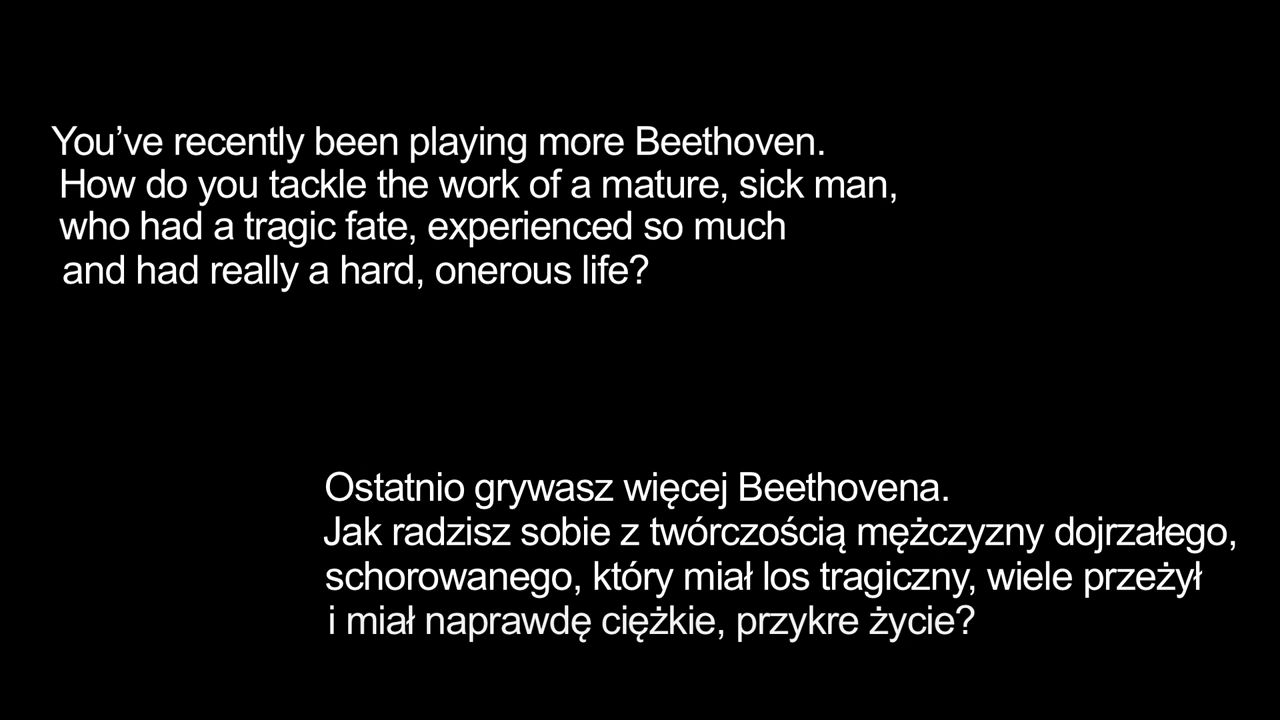 You’ve recently been playing more Beethoven.
How do you tackle the work of a mature, sick man,
who had a tragic fate, experienced so much
and had really a hard, onerous life?
Ostatnio grywasz więcej Beethovena.
Jak radzisz sobie z twórczością mężczyzny dojrzałego,
schorowanego, który miał los tragiczny, wiele przeżył
i miał naprawdę ciężkie, przykre życie?